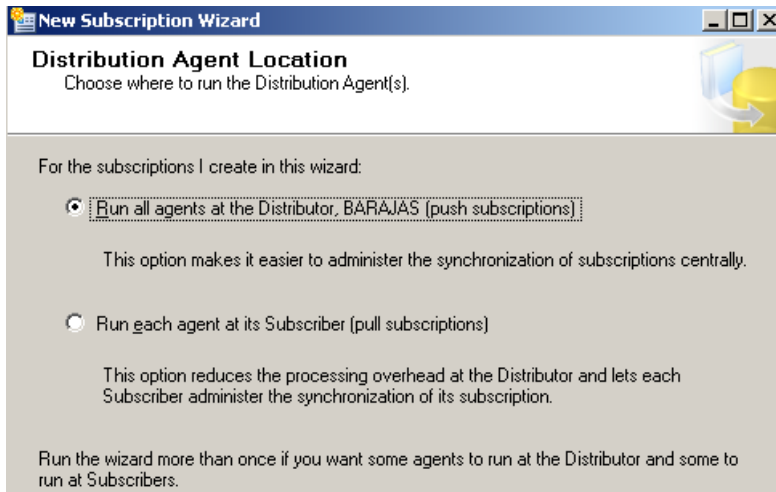 New Subscription Wizard
Distribution Agent Location
Choose where to run the Distribution Agent(s).
For the subscriptions I create in this wizard:
Run all agents at the Distributor, BARAJAS (push subscriptions)
This option makes it easier to administer the synchronization of subscriptions centrally.
Run each agent at its Subscriber (pull subscriptions)
This option reduces the processing overhead at the Distributor and lets each
Subscriber administer the synchronization of its subscription.
Run the wizard more than once if you want some agents to run at the Distributor and some to
run at Subscribers.